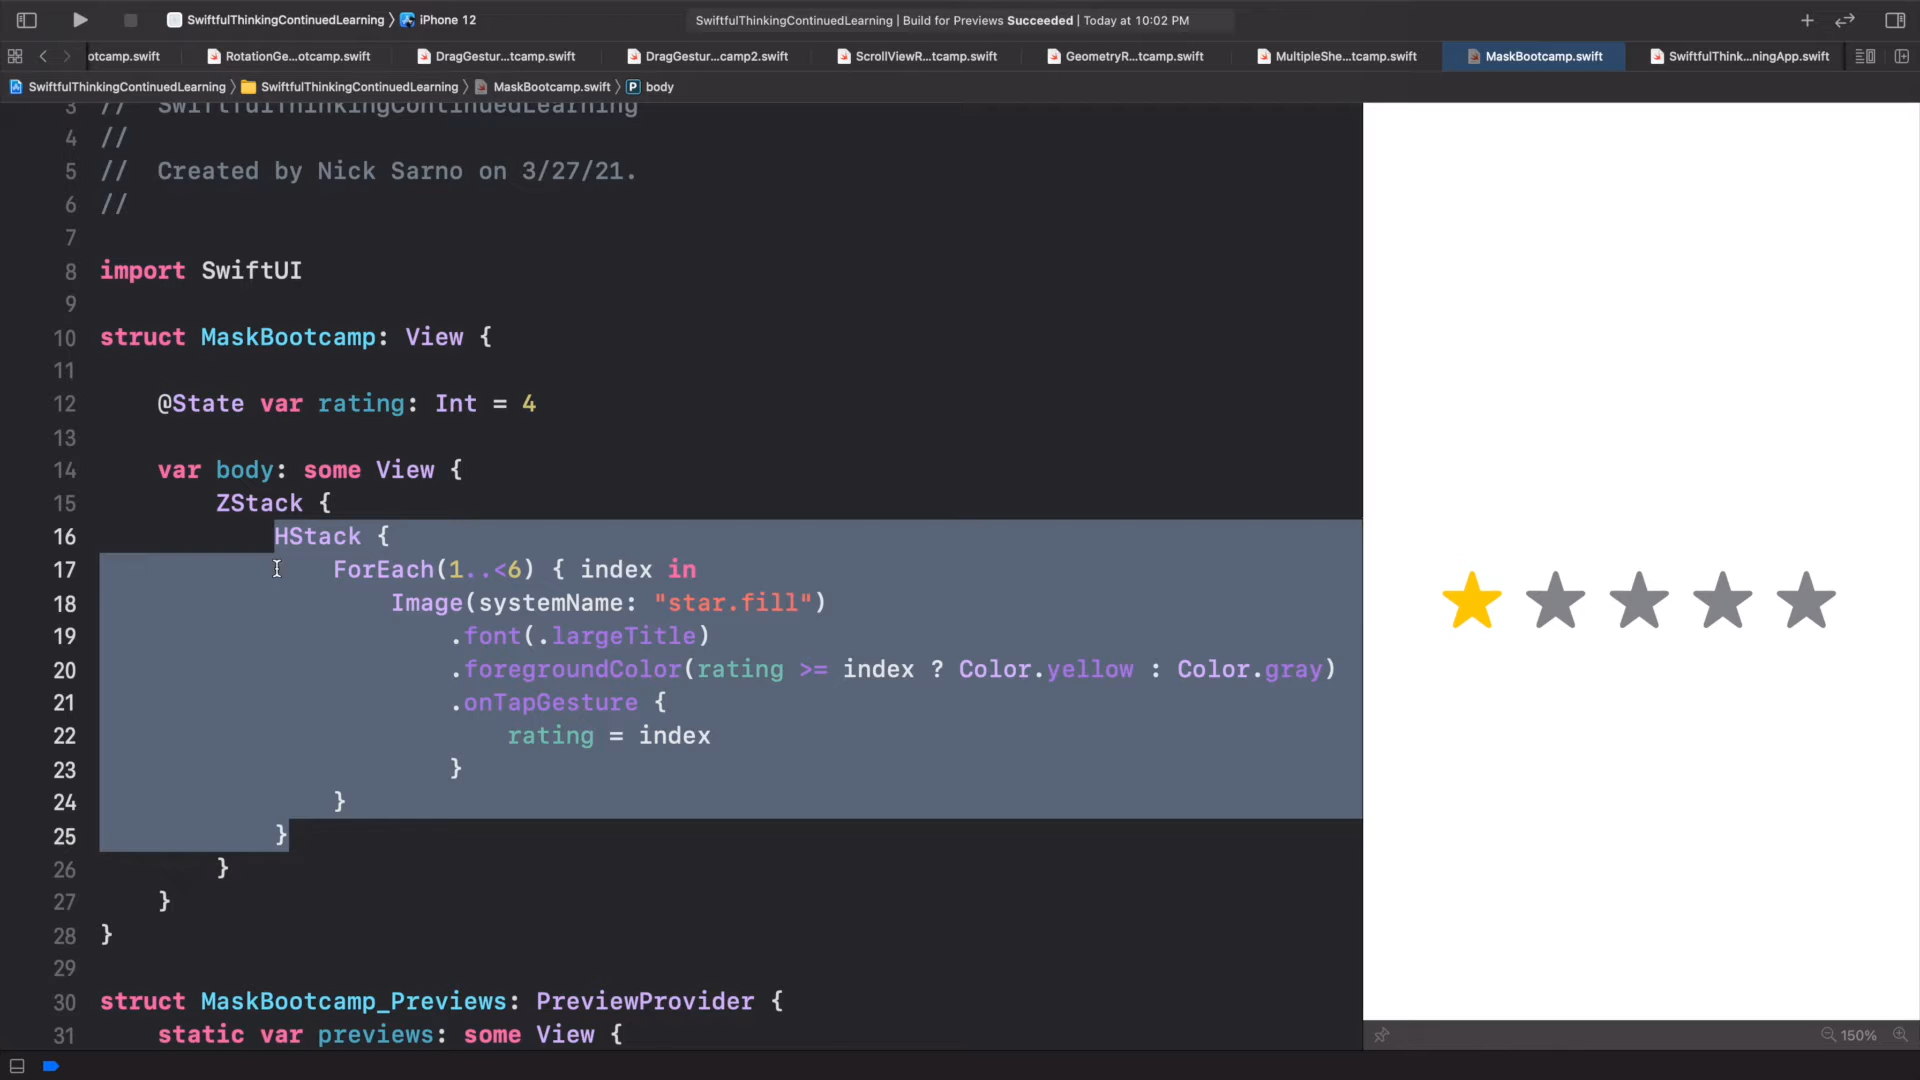 SwiftfulThinkingContinuedLearning 〉 iPhone 12
SwiftfulThinkingContinuedLearning | Build for Previews Succeeded | Today at 10:02 PM
otcamp.swift RotationGe...otcamp.swift DragGestur...tcamp.swift DragGestur...camp2.swift ScrollViewR...tcamp.swift GeometryR...tcamp.swift MultipleShe...tcamp.swift MaskBootcamp.swift SwiftfulThink...ningApp.swift
SwiftfulThinkingContinuedLearning 〉 SwiftfulThinkingContinuedLearning 〉 MaskBootcamp.swift 〉 P body
3 // SwiftfulThinkingContinuedLearning
4 //
5 // Created by Nick Sarno on 3/27/21.
6 //
7
8 import SwiftUI
9
10 struct MaskBootcamp: View {
11
12 @State var rating: Int = 4
13
14 var body: some View {
15 ZStack {
16 HStack {
17 ForEach(1..<6) { index in
18 Image(systemName: "star.fill")
19 .font(.largeTitle)
20 .foregroundColor(rating >= index ? Color.yellow : Color.gray)
21 .onTapGesture {
22 rating = index
23 }
24 }
25 }
26 }
27 }
28 }
29
30 struct MaskBootcamp_Previews: PreviewProvider {
31 static var previews: some View {
150%